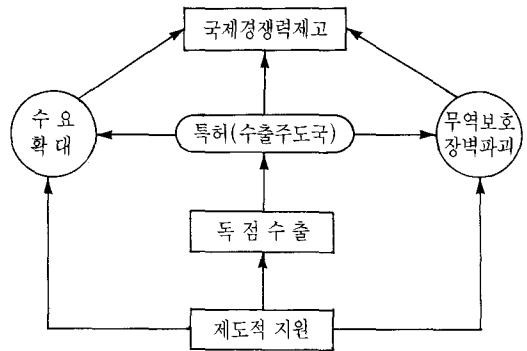 국제경쟁력제고
수 요
확 대
특허(수출주도국)
무역보호
장벽파괴
독 점 수 출
제도적 지원